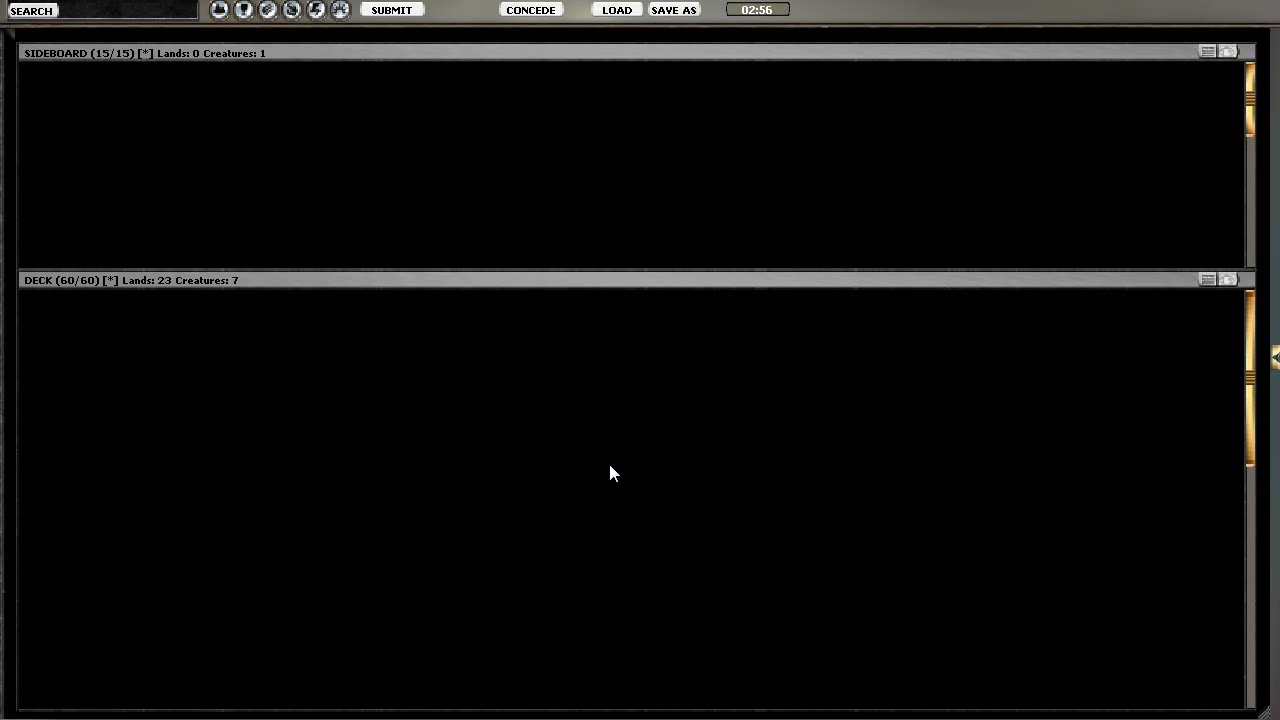 SEARCH SUBMIT CONCEDE LOAD SAVE AS 02:56
SIDEBOARD (15/15) [*] Lands: 0 Creatures: 1
DECK (60/60) [*] Lands: 23 Creatures: 7